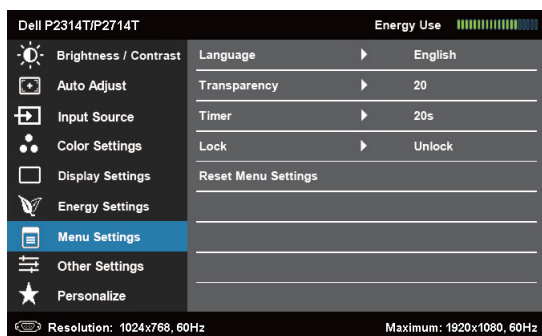 Dell P2314T/P2714T Energy Use
Brightness / Contrast Language English
Auto Adjust Transparency 20
Input Source Timer 20s
Color Settings Lock Unlock
Display Settings Reset Menu Settings
Energy Settings
Menu Settings
Other Settings
Personalize
Resolution: 1024x768, 60Hz Maximum: 1920x1080, 60Hz